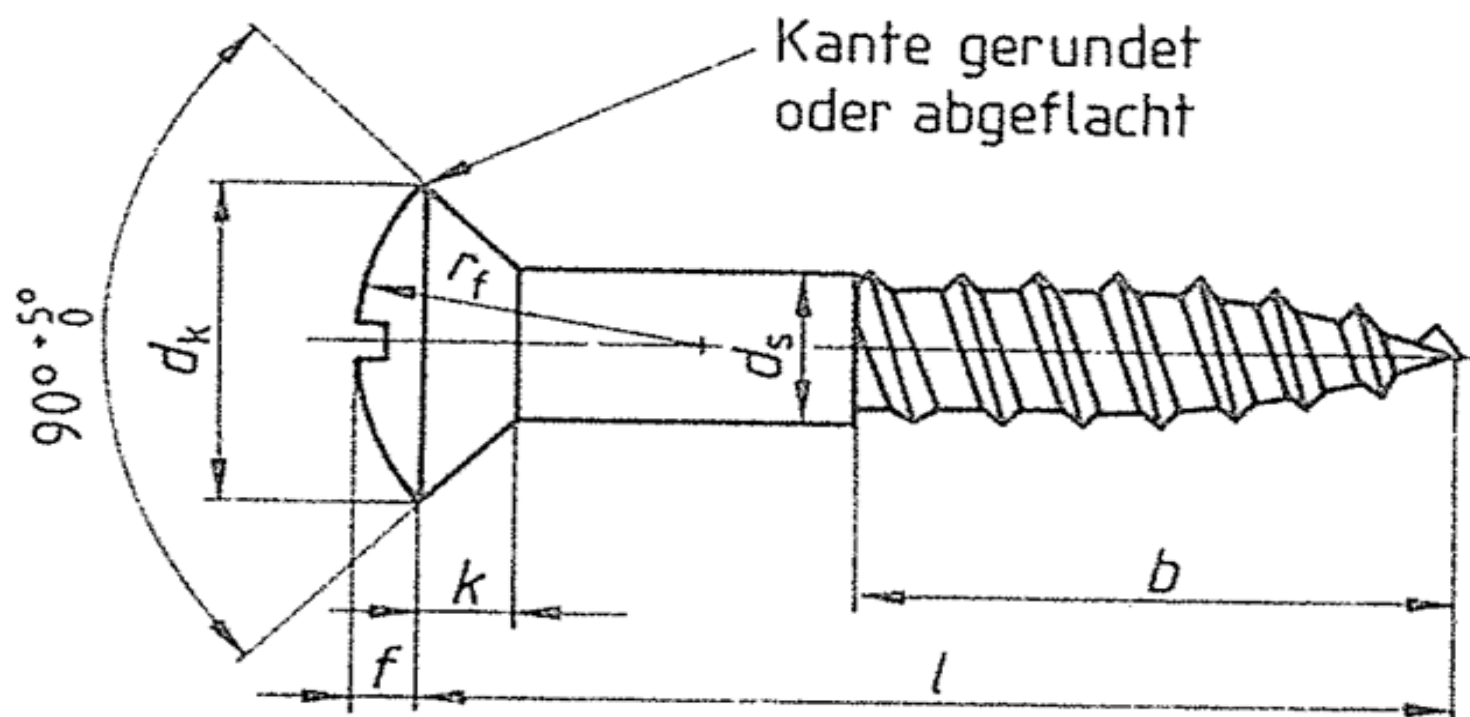 Kante gerundet
oder abgeflacht
90° +5° 0
dk
rf
ds
k
b
f
l